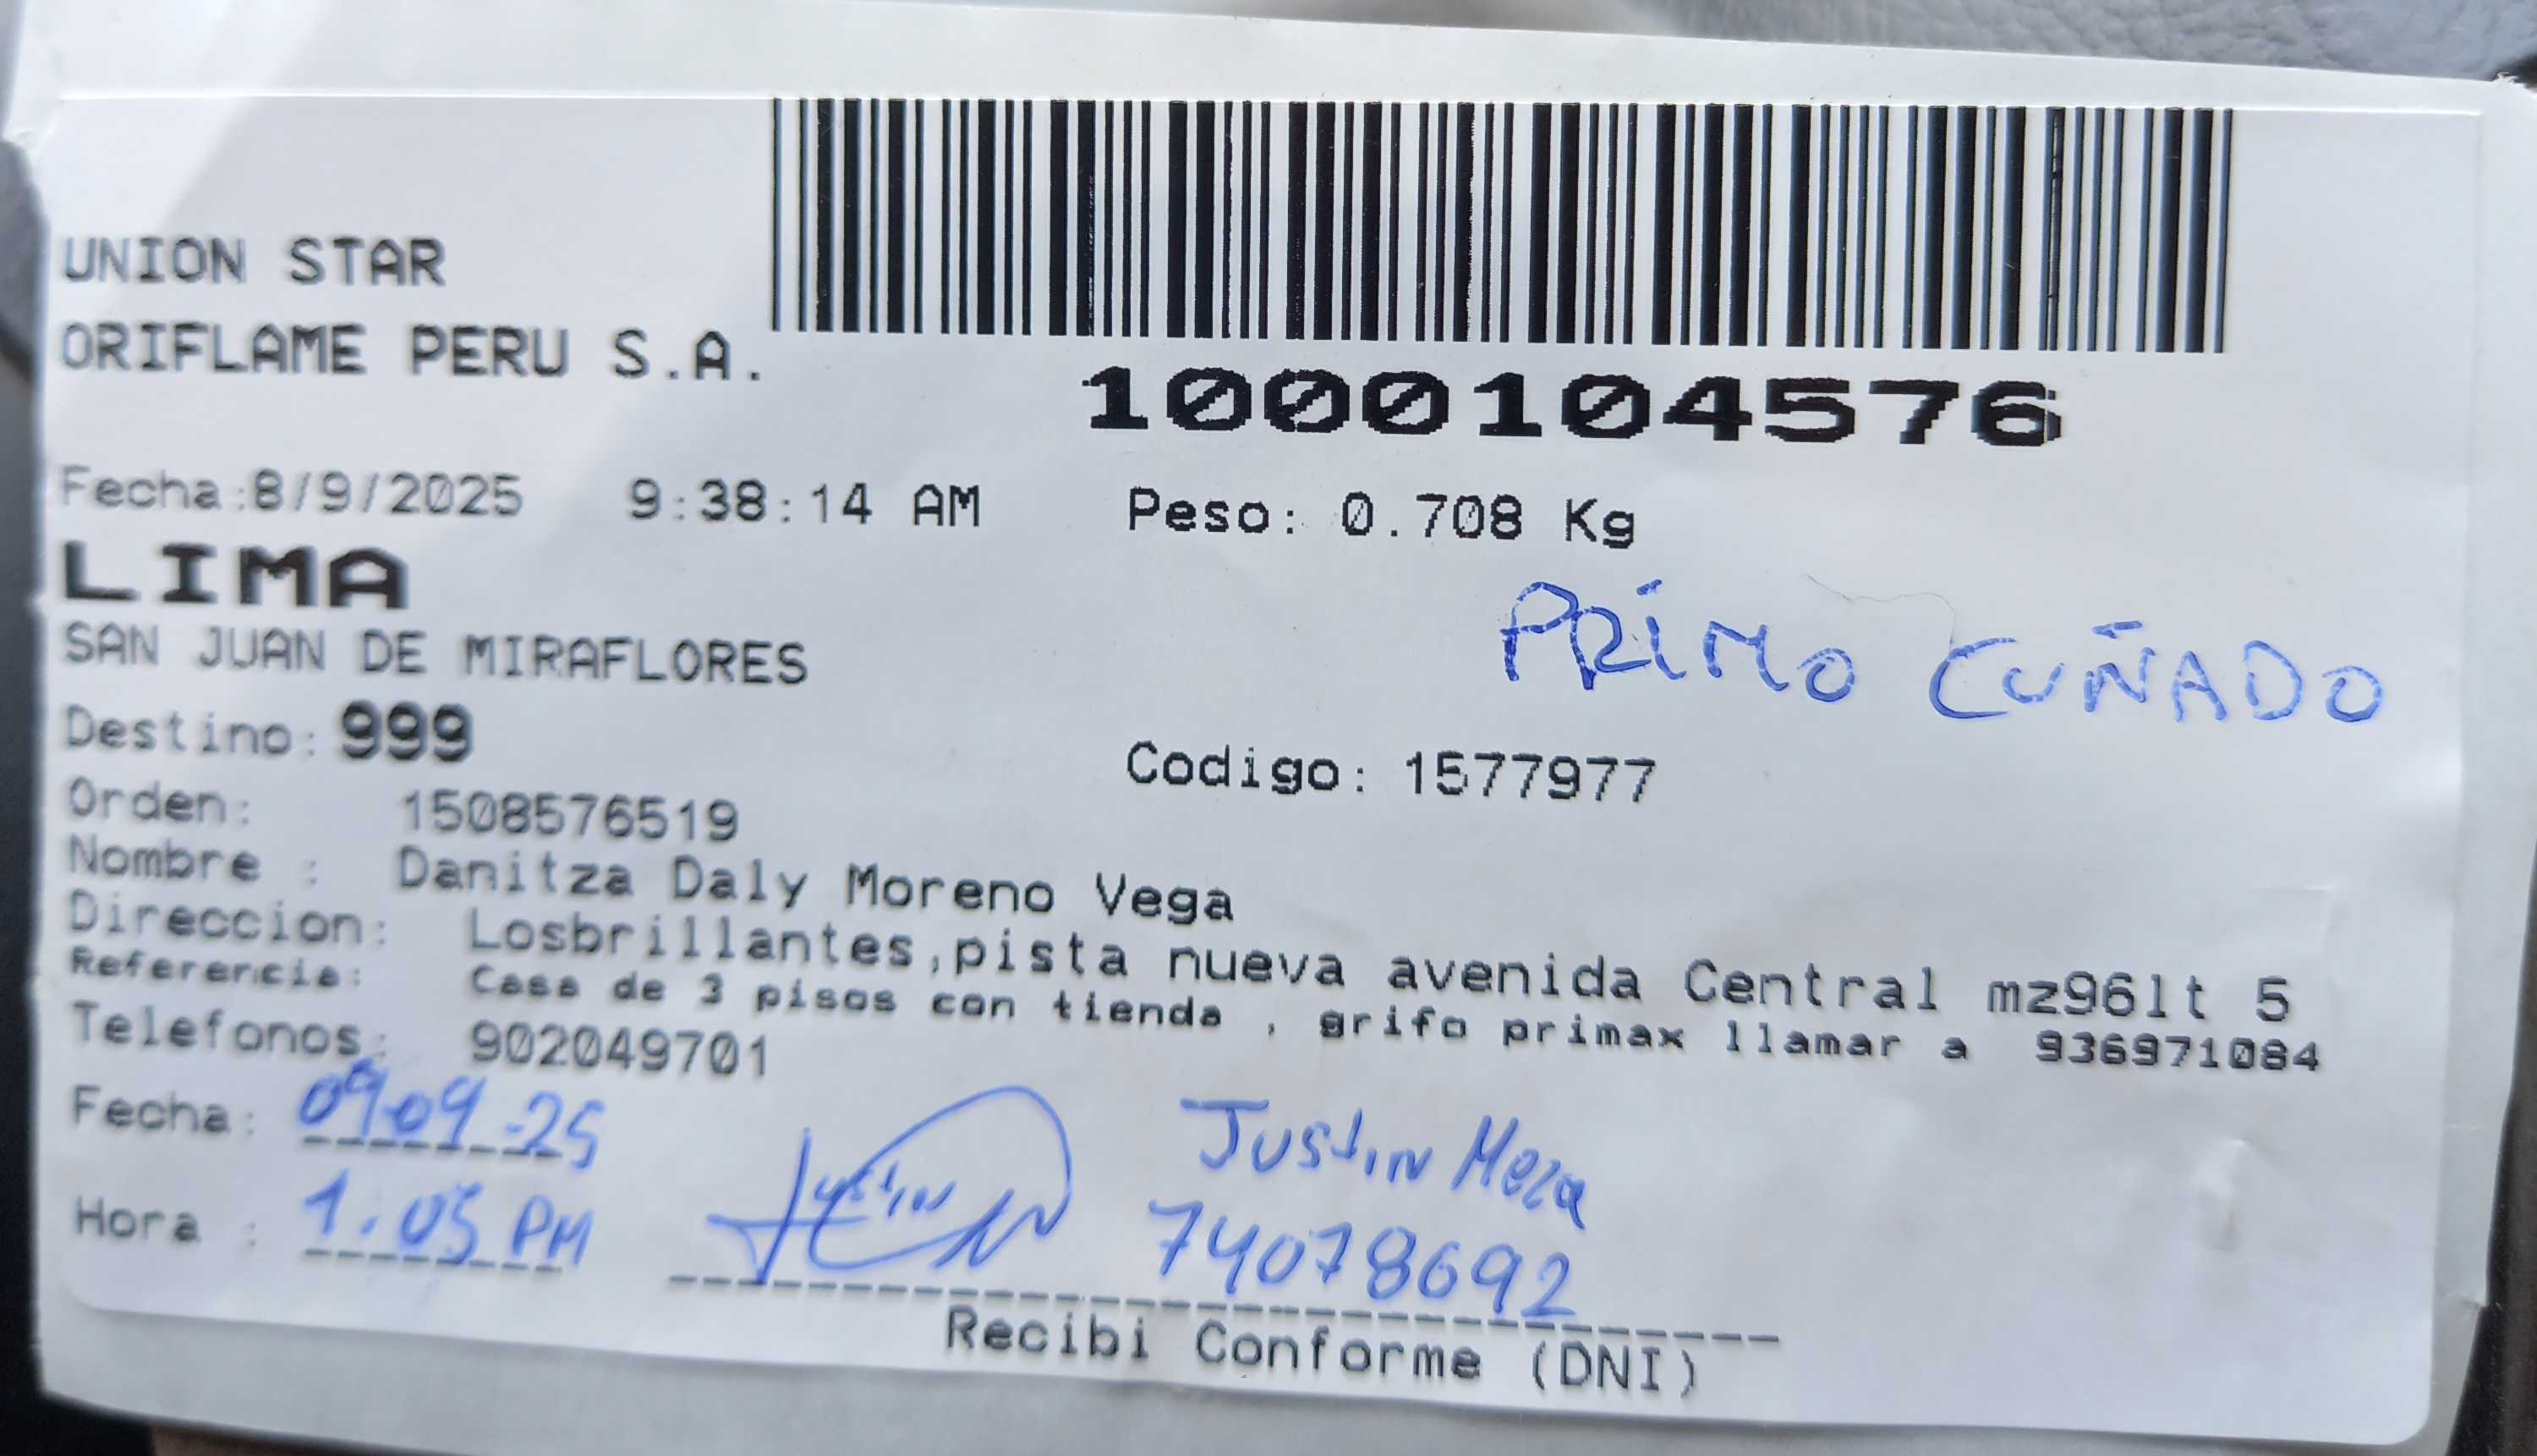 UNION STAR
ORIFLAME PERU S.A.
1000104576
Fecha:8/9/2025 9:38:14 AM Peso: 0.708 Kg
LIMA
SAN JUAN DE MIRAFLORES
PRIMO CUÑADO
Destino: 999
Codigo: 1577977
Orden: 1508576519
Nombre : Danitza Daly Moreno Vega
Direccion: Losbrillantes,pista nueva avenida Central mz96lt 5
Referencia: Casa de 3 pisos con tienda , grifo primax llamar a 936971084
Telefonos: 902049701
Fecha: 09-09-25
Justin Meza
Hora : 1:05 PM
Justin
74078692
Recibi Conforme (DNI)